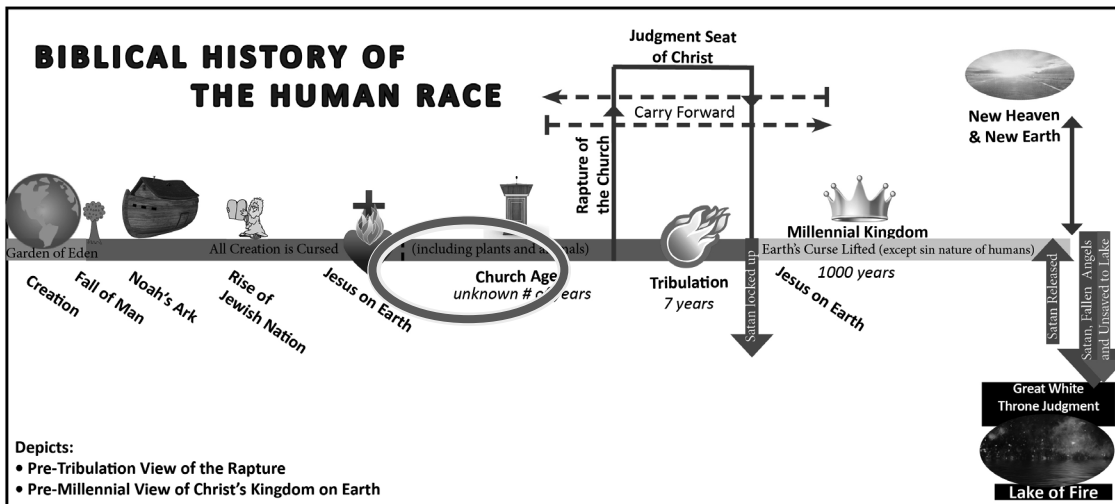 BIBLICAL HISTORY OF
THE HUMAN RACE
Judgment Seat
of Christ
Carry Forward
Rapture of
the Church
New Heaven
& New Earth
Garden of Eden
All Creation is Cursed
(including plants and animals)
Millennial Kingdom
Earth's Curse Lifted (except sin nature of humans)
1000 years
Creation
Fall of Man
Noah's Ark
Rise of
Jewish Nation
Jesus on Earth
Church Age
unknown # of years
Tribulation
7 years
Satan locked up
Jesus on Earth
Satan Released
Satan, Fallen Angels
and Unsaved to Lake
Great White
Throne Judgment
Lake of Fire
Depicts:
• Pre-Tribulation View of the Rapture
• Pre-Millennial View of Christ's Kingdom on Earth